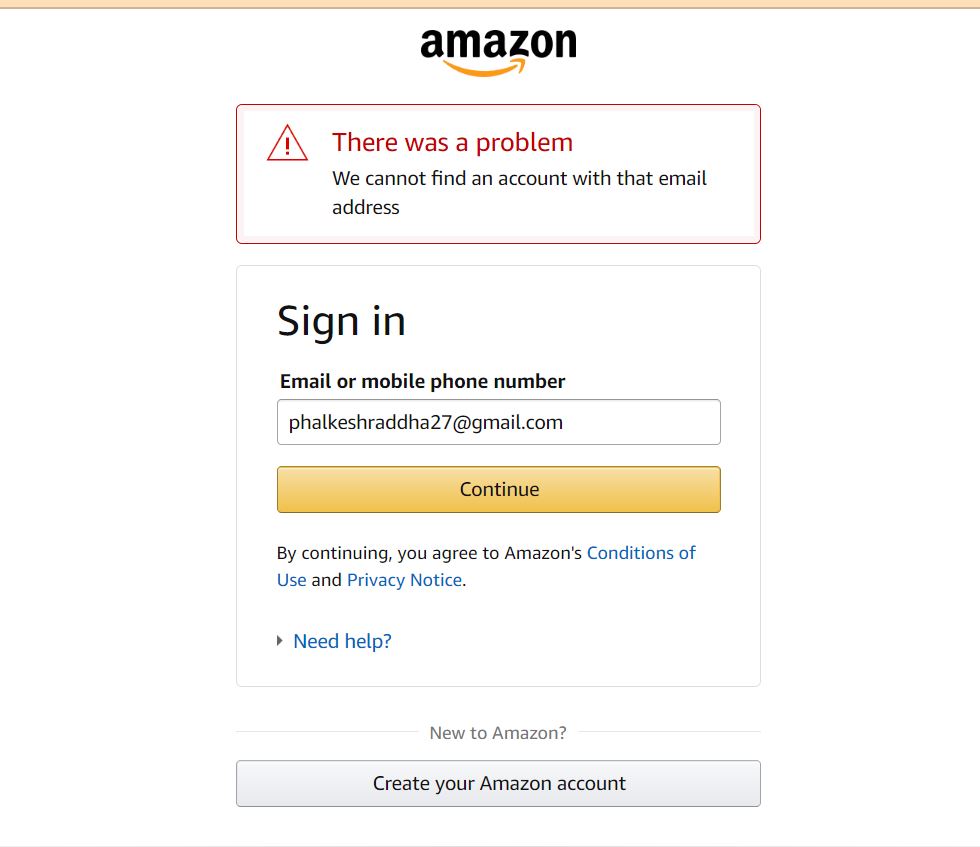 amazon
There was a problem
We cannot find an account with that email
address
Sign in
Email or mobile phone number
phalkeshraddha27@gmail.com
Continue
By continuing, you agree to Amazon's Conditions of
Use and Privacy Notice.
Need help?
New to Amazon?
Create your Amazon account